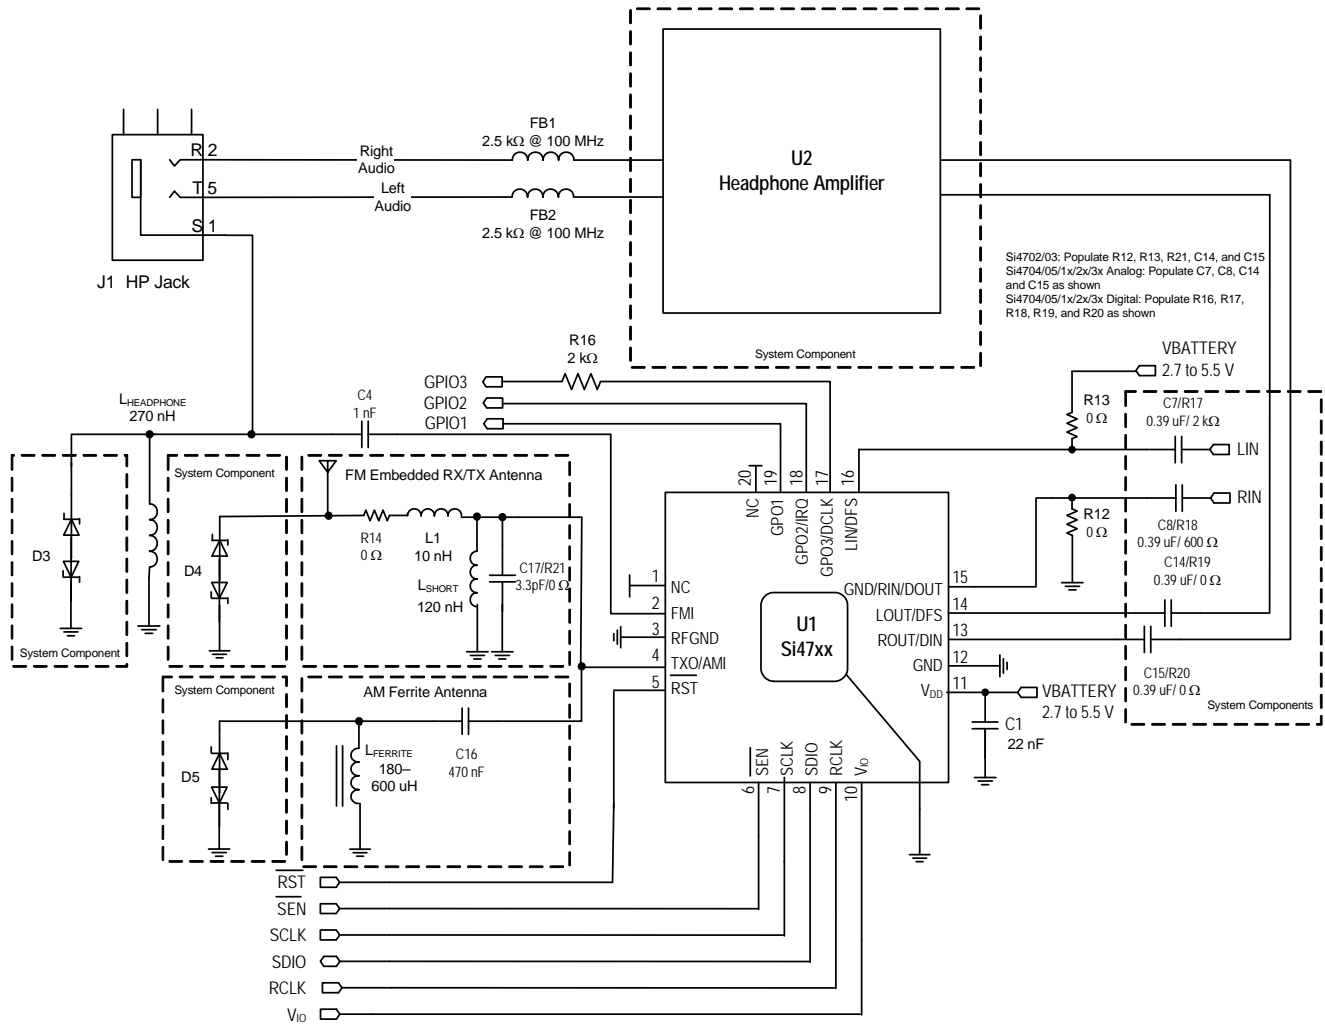 FB1
2.5 kΩ @ 100 MHz
U2
Headphone Amplifier
R 2
Right
Audio
T 5
Left
Audio
S 1
FB2
2.5 kΩ @ 100 MHz
J1 HP Jack
Si4702/03: Populate R12, R13, R21, C14, and C15
Si4704/05/1x/2x/3x Analog: Populate C7, C8, C14
and C15 as shown
Si4704/05/1x/2x/3x Digital: Populate R16, R17,
R18, R19, and R20 as shown
System Component
R16
2 kΩ
VBATTERY
2.7 to 5.5 V
GPIO3
GPIO2
GPIO1
LHEADPHONE
270 nH
C4
1 nF
R13
0 Ω
C7/R17
0.39 uF/ 2 kΩ
LIN
RIN
System Component
FM Embedded RX/TX Antenna
R14
0 Ω
L1
10 nH
LSHORT
120 nH
C17/R21
3.3pF/0 Ω
D3
D4
System Component
20
19
18
17
16
NC
GPO1
GPO2/IRQ
GPO3/DCLK
LIN/DFS
R12
0 Ω
C8/R18
0.39 uF/ 600 Ω
C14/R19
0.39 uF/ 0 Ω
C15/R20
0.39 uF/ 0 Ω
System Components
1
NC
2
FMI
3
RFGND
4
TXO/AMI
5
RST
U1
Si47xx
GND/RIN/DOUT
15
LOUT/DFS
14
ROUT/DIN
13
GND
12
VDD
11
VBATTERY
2.7 to 5.5 V
C1
22 nF
System Component
AM Ferrite Antenna
D5
LFERRITE
180–
600 uH
C16
470 nF
SEN
SCLK
SDIO
RCLK
VIO
6
7
8
9
10
RST
SEN
SCLK
SDIO
RCLK
VIO